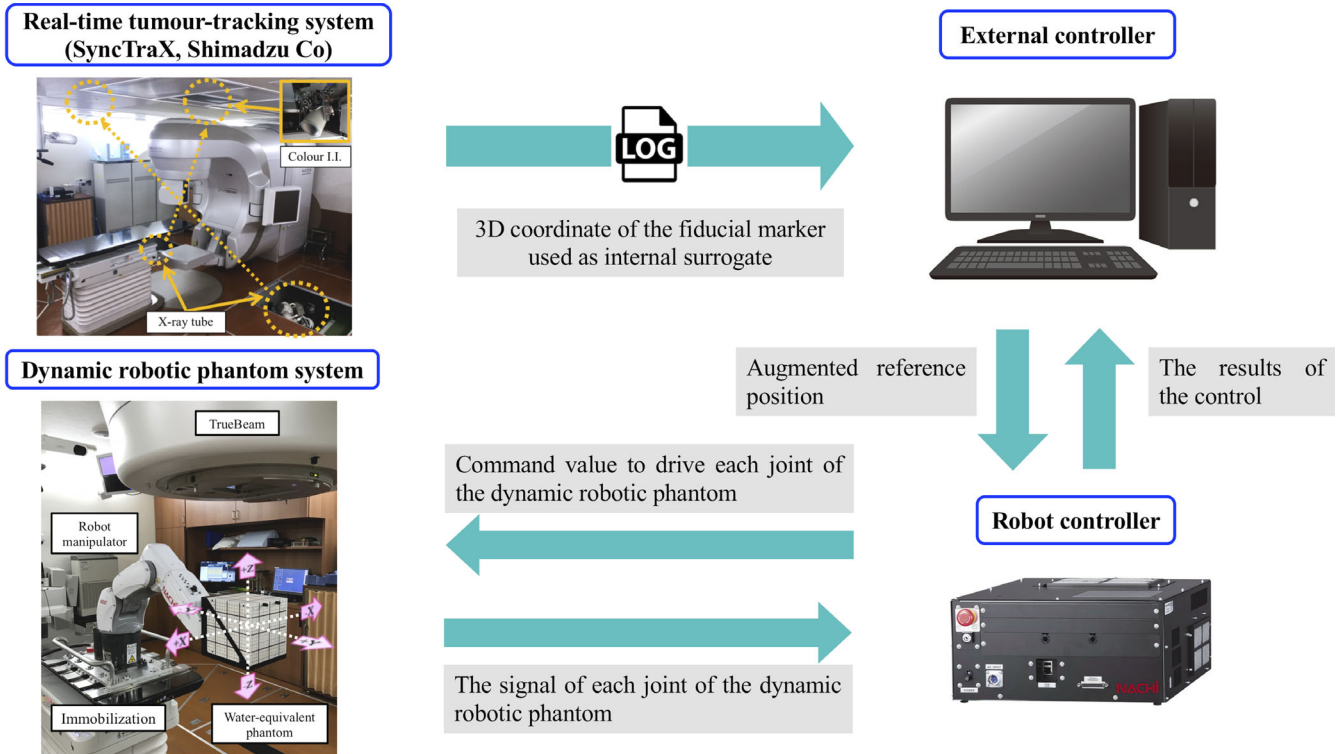 Real-time tumour-tracking system
(SyncTraX, Shimadzu Co)
Colour I.I.
X-ray tube
LOG
3D coordinate of the fiducial marker
used as internal surrogate
External controller
Augmented reference
position
The results of
the control
Dynamic robotic phantom system
TrueBeam
Robot
manipulator
NACHI
+Z
-X
+X
-Z
Immobilization
Water-equivalent
phantom
Command value to drive each joint of
the dynamic robotic phantom
The signal of each joint of the dynamic
robotic phantom
Robot controller
NACHI